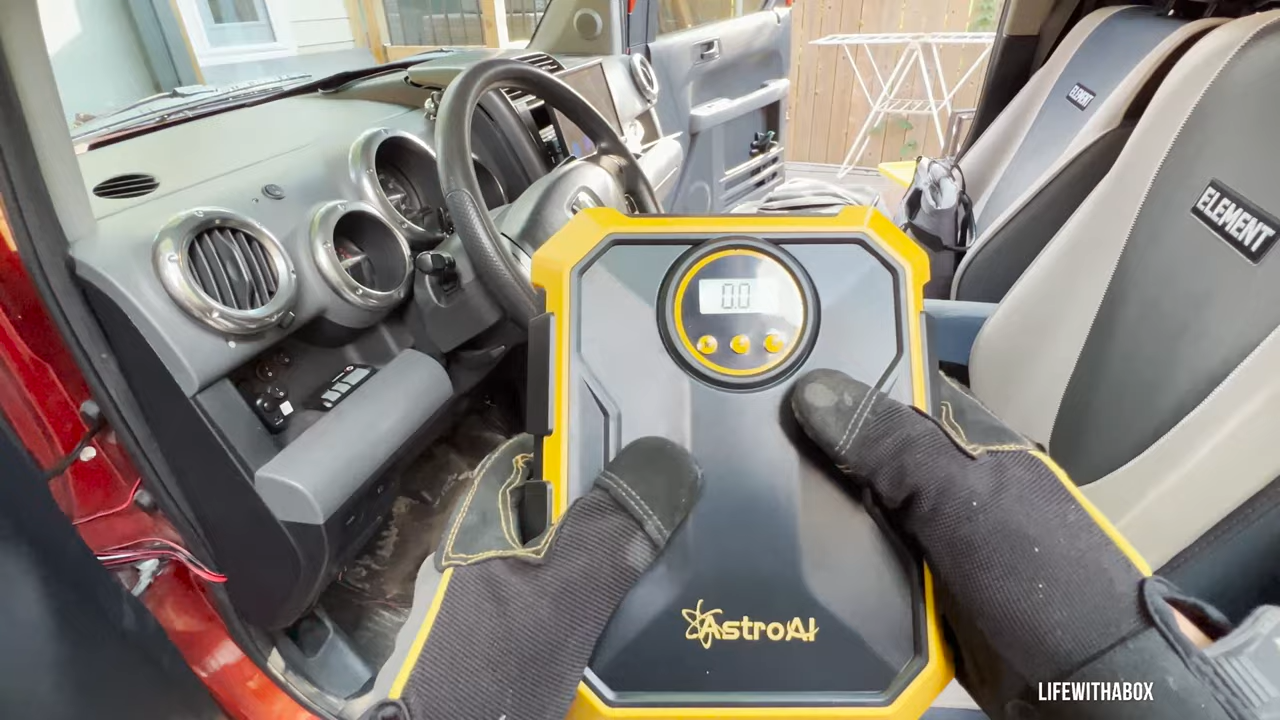 ELEMENT
ELEMENT
0.0
AstroAI
LIFEWITHABOX